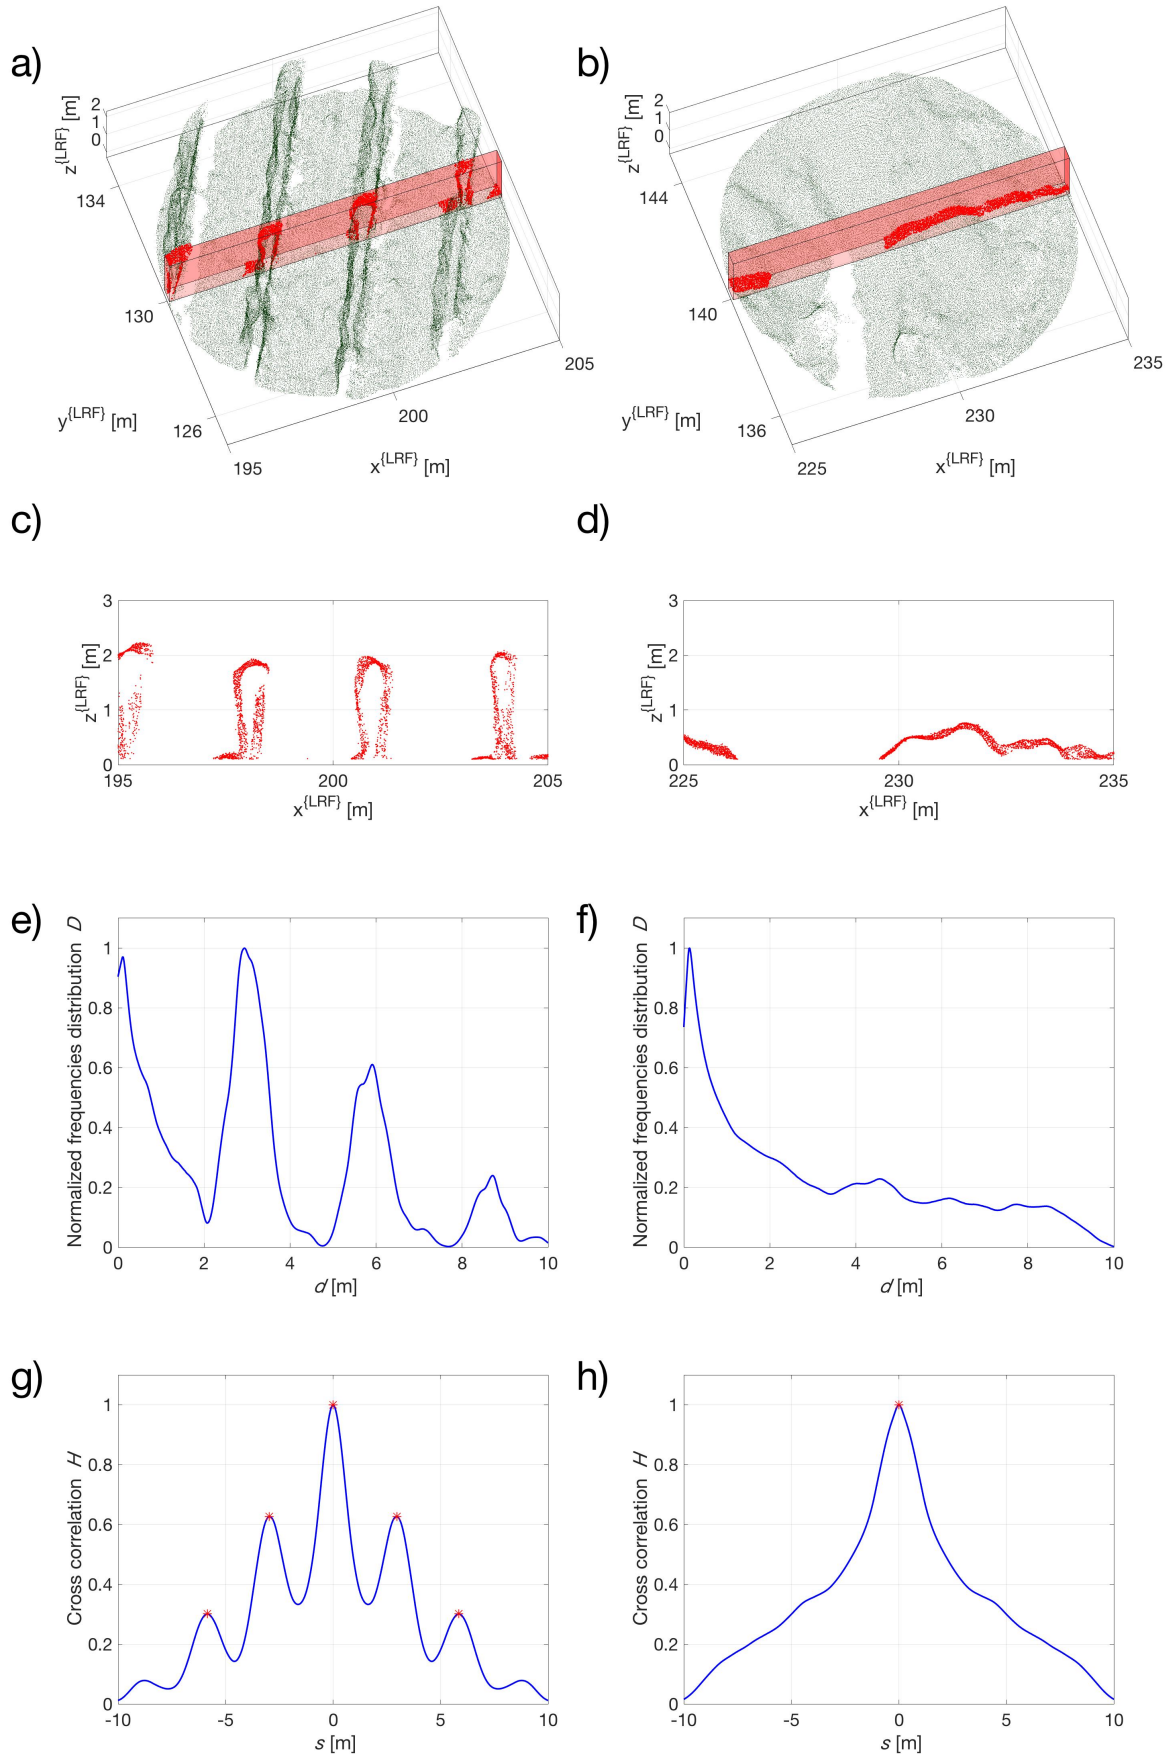 a)
z^{LRF} [m]
2
1
0
134
130
126
y^{LRF} [m]
195
200
205
x^{LRF} [m]
b)
z^{LRF} [m]
2
1
0
144
140
136
y^{LRF} [m]
225
230
235
x^{LRF} [m]
c)
z^{LRF} [m]
3
2
1
0
195 200 205
x^{LRF} [m]
d)
z^{LRF} [m]
3
2
1
0
225 230 235
x^{LRF} [m]
e)
Normalized frequencies distribution D
1
0.8
0.6
0.4
0.2
0
0 2 4 6 8 10
d [m]
f)
Normalized frequencies distribution D
1
0.8
0.6
0.4
0.2
0
0 2 4 6 8 10
d [m]
g)
Cross correlation H
1
0.8
0.6
0.4
0.2
0
-10 -5 0 5 10
s [m]
h)
Cross correlation H
1
0.8
0.6
0.4
0.2
0
-10 -5 0 5 10
s [m]